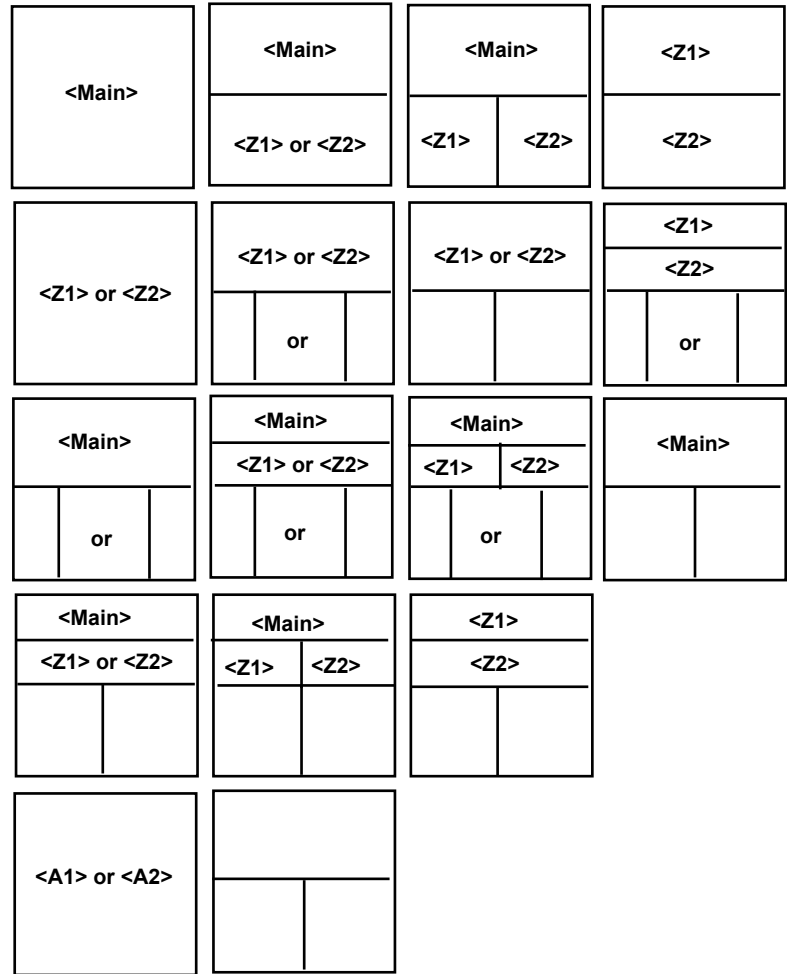 <Main>
<Main>
<Z1> or <Z2>
<Main>
<Z1> <Z2>
<Z1>
<Z2>
<Z1> or <Z2>
<Z1> or <Z2>
or
<Z1> or <Z2>
<Z1>
<Z2>
or
<Main>
or
<Main>
<Z1> or <Z2>
or
<Main>
<Z1> <Z2>
or
<Main>
<Main>
<Z1> or <Z2>
<Main>
<Z1> <Z2>
<Z1>
<Z2>
<A1> or <A2>